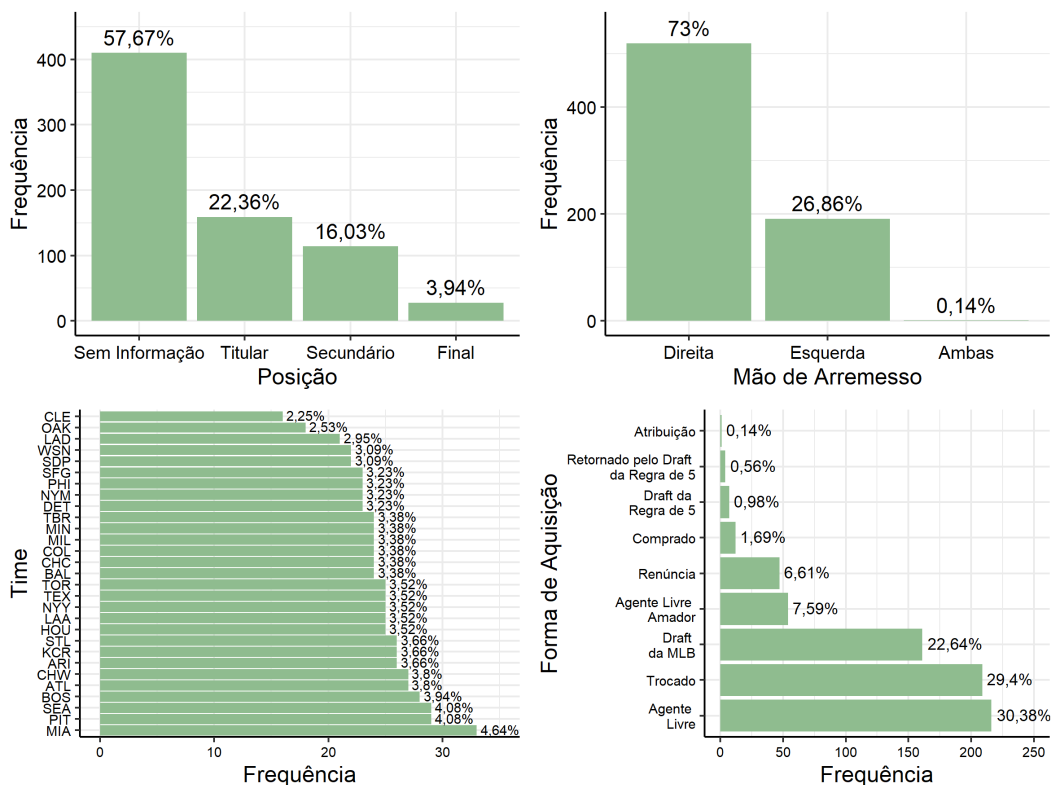 57,67%
22,36%
16,03%
3,94%
400
300
200
100
0
Frequência
Sem Informação Titular Secundário Final
Posição
73%
26,86%
0,14%
400
200
0
Frequência
Direita Esquerda Ambas
Mão de Arremesso
CLE 2,25%
OAK 2,53%
LAD 2,95%
WSN 3,09%
SDP 3,09%
SFG 3,23%
PHI 3,23%
NYM 3,23%
DET 3,23%
TBR 3,38%
MIN 3,38%
MIL 3,38%
COL 3,38%
CHC 3,38%
BAL 3,38%
TOR 3,52%
TEX 3,52%
NYY 3,52%
LAA 3,52%
HOU 3,52%
STL 3,66%
KCR 3,66%
ARI 3,66%
CHW 3,8%
ATL 3,8%
BOS 3,94%
SEA 4,08%
PIT 4,08%
MIA 4,64%
Time
0 10 20 30
Frequência
Atribuição 0,14%
Retornado pelo Draft
da Regra de 5 0,56%
Draft da
Regra de 5 0,98%
Comprado 1,69%
Renúncia 6,61%
Agente Livre
Amador 7,59%
Draft
da MLB 22,64%
Trocado 29,4%
Agente
Livre 30,38%
Forma de Aquisição
0 50 100 150 200 250
Frequência